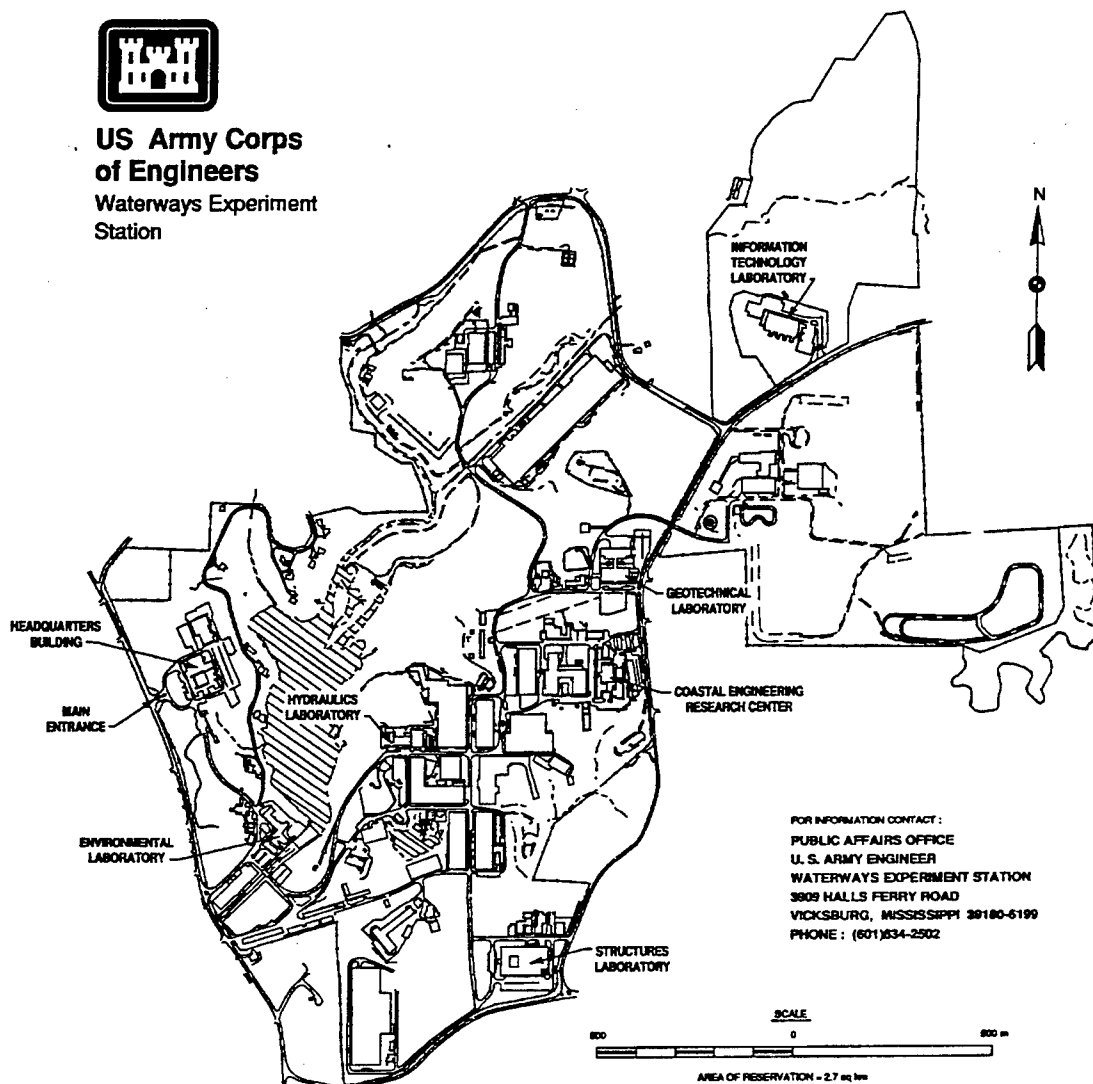 US Army Corps
of Engineers
Waterways Experiment
Station
N
INFORMATION
TECHNOLOGY
LABORATORY
GEOTECHNICAL
LABORATORY
HEADQUARTERS
BUILDING
MAIN
ENTRANCE
HYDRAULICS
LABORATORY
COASTAL ENGINEERING
RESEARCH CENTER
ENVIRONMENTAL
LABORATORY
STRUCTURES
LABORATORY
FOR INFORMATION CONTACT :
PUBLIC AFFAIRS OFFICE
U. S. ARMY ENGINEER
WATERWAYS EXPERIMENT STATION
3909 HALLS FERRY ROAD
VICKSBURG, MISSISSIPPI 39180-6199
PHONE : (601)634-2502
SCALE
0
AREA OF RESERVATION = 2.7 sq km